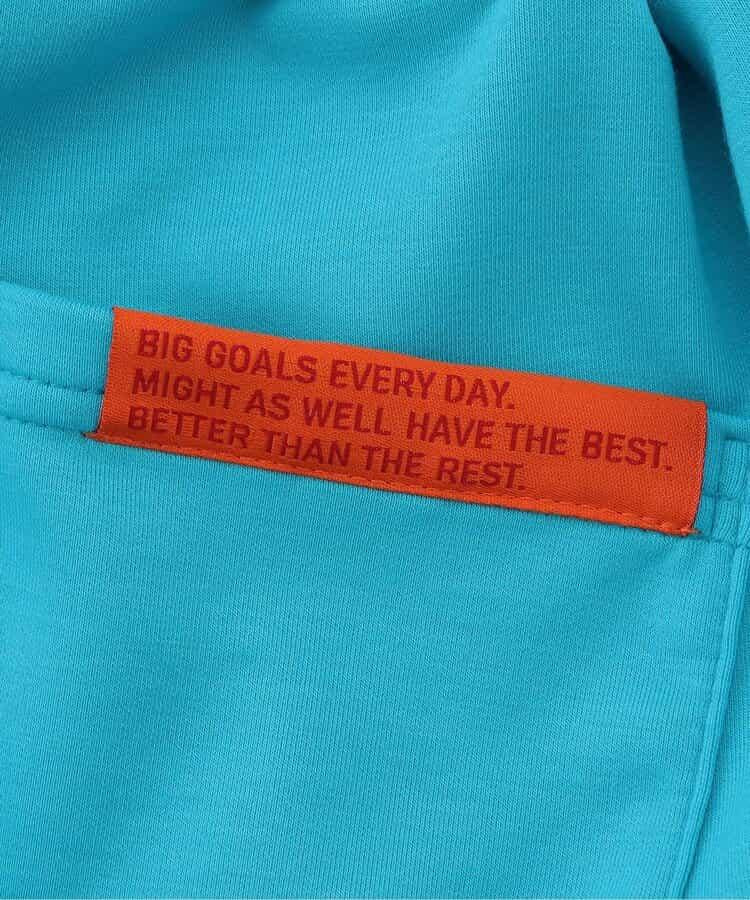 BIG GOALS EVERY DAY.
MIGHT AS WELL HAVE THE BEST.
BETTER THAN THE REST.